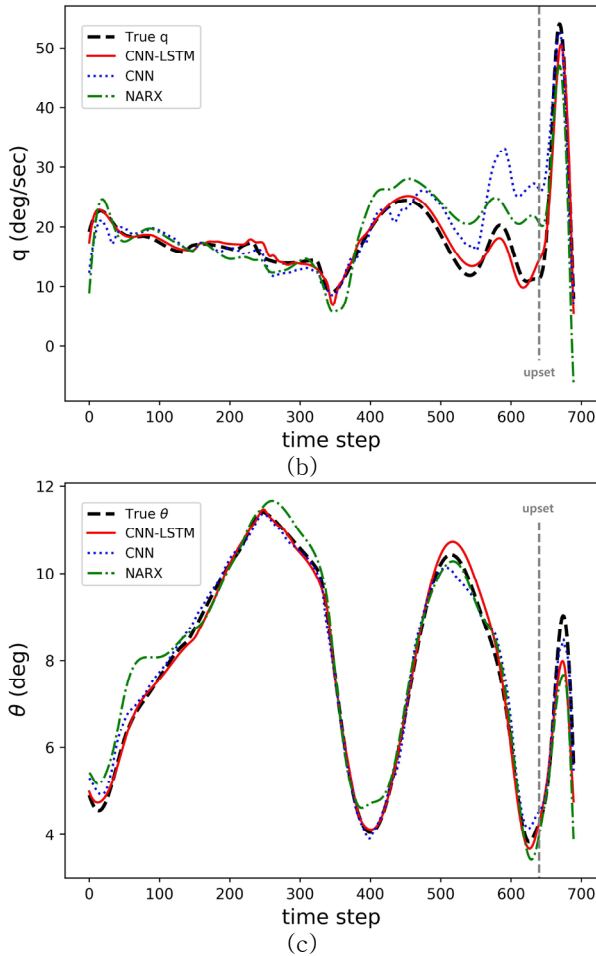 50
40
30
20
10
0
q (deg/sec)
True q
CNN-LSTM
CNN
NARX
upset
0 100 200 300 400 500 600 700
time step
(b)
12
10
8
6
4
θ (deg)
True θ
CNN-LSTM
CNN
NARX
upset
0 100 200 300 400 500 600 700
time step
(c)